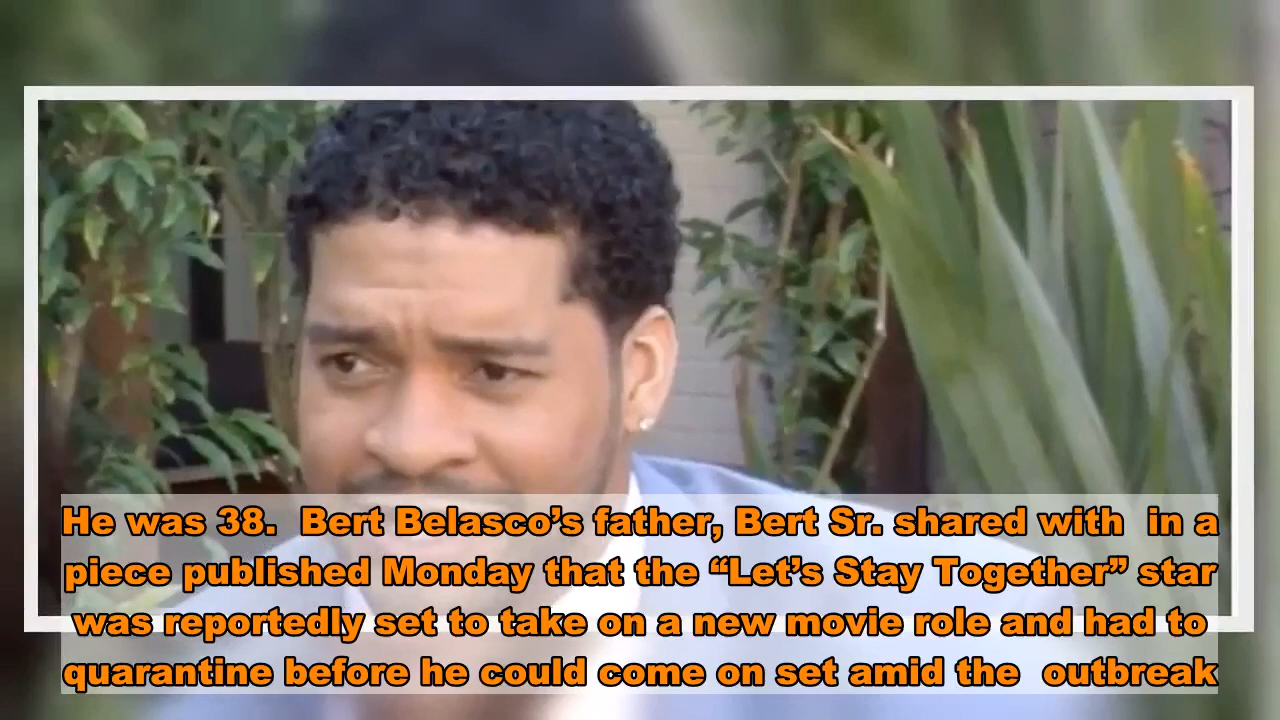 He was 38.  Bert Belasco’s father, Bert Sr. shared with  in a
piece published Monday that the “Let’s Stay Together” star
was reportedly set to take on a new movie role and had to
quarantine before he could come on set amid the  outbreak